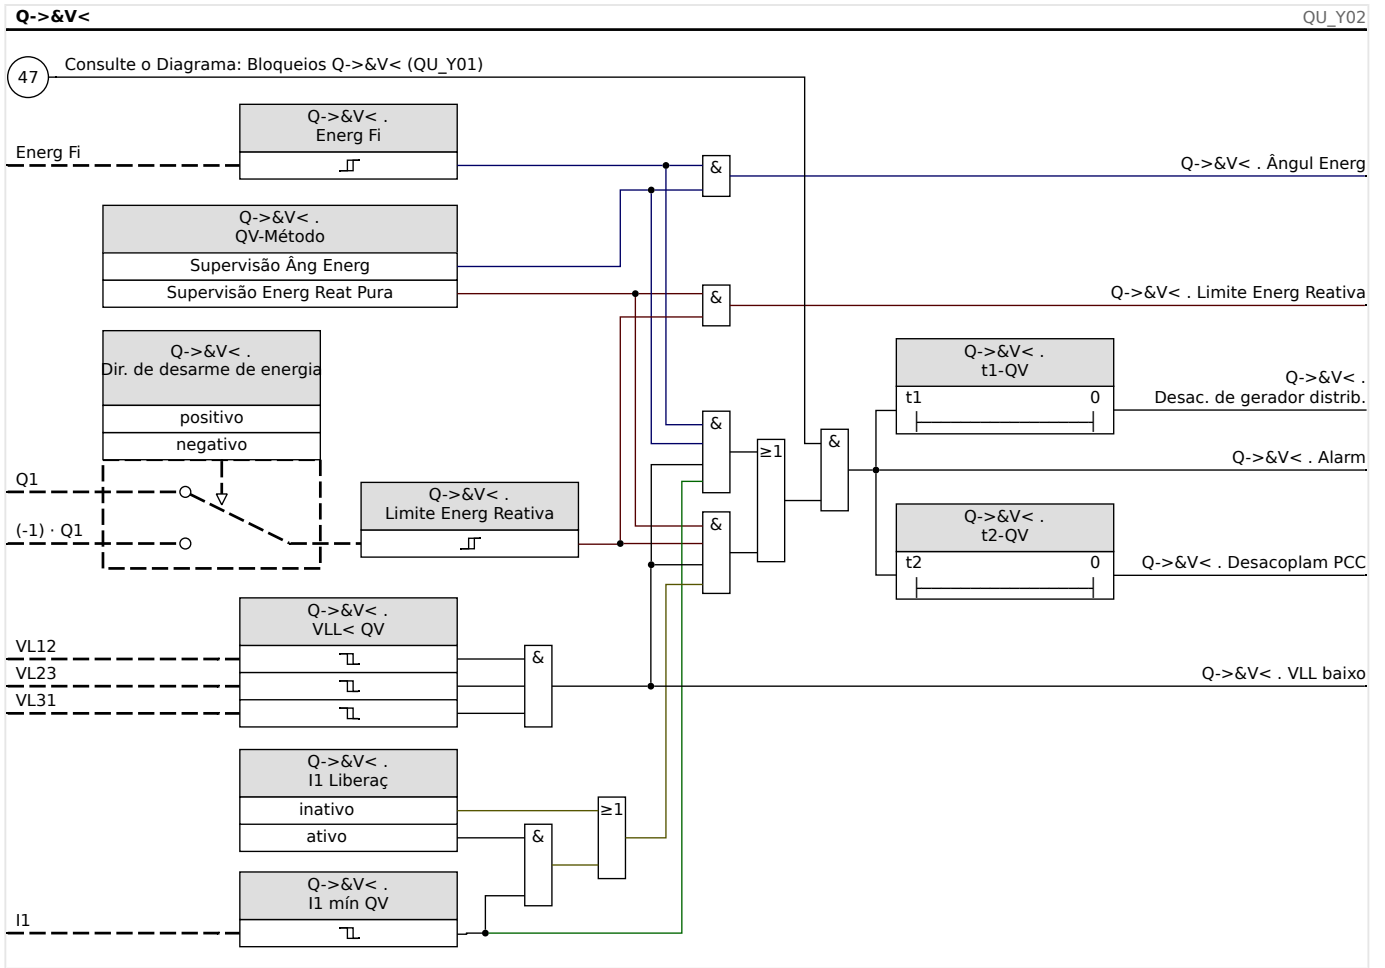 Q->&V<
QU_Y02
47
Consulte o Diagrama: Bloqueios Q->&V< (QU_Y01)
Q->&V< .
Energ Fi
Energ Fi
&
Q->&V< . Ângul Energ
Q->&V< .
QV-Método
Supervisão Âng Energ
Supervisão Energ Reat Pura
&
Q->&V< . Limite Energ Reativa
Q->&V< .
Dir. de desarme de energia
positivo
negativo
Q->&V< .
t1-QV
t1 0
Q->&V< .
Desac. de gerador distrib.
&
≥1
&
Q->&V< . Alarm
Q1
(-1) · Q1
Q->&V< .
Limite Energ Reativa
&
Q->&V< .
t2-QV
t2 0
Q->&V< . Desacoplam PCC
Q->&V< .
VLL< QV
VL12
VL23
VL31
&
Q->&V< . VLL baixo
Q->&V< .
I1 Liberaç
inativo
ativo
≥1
&
Q->&V< .
I1 mín QV
I1